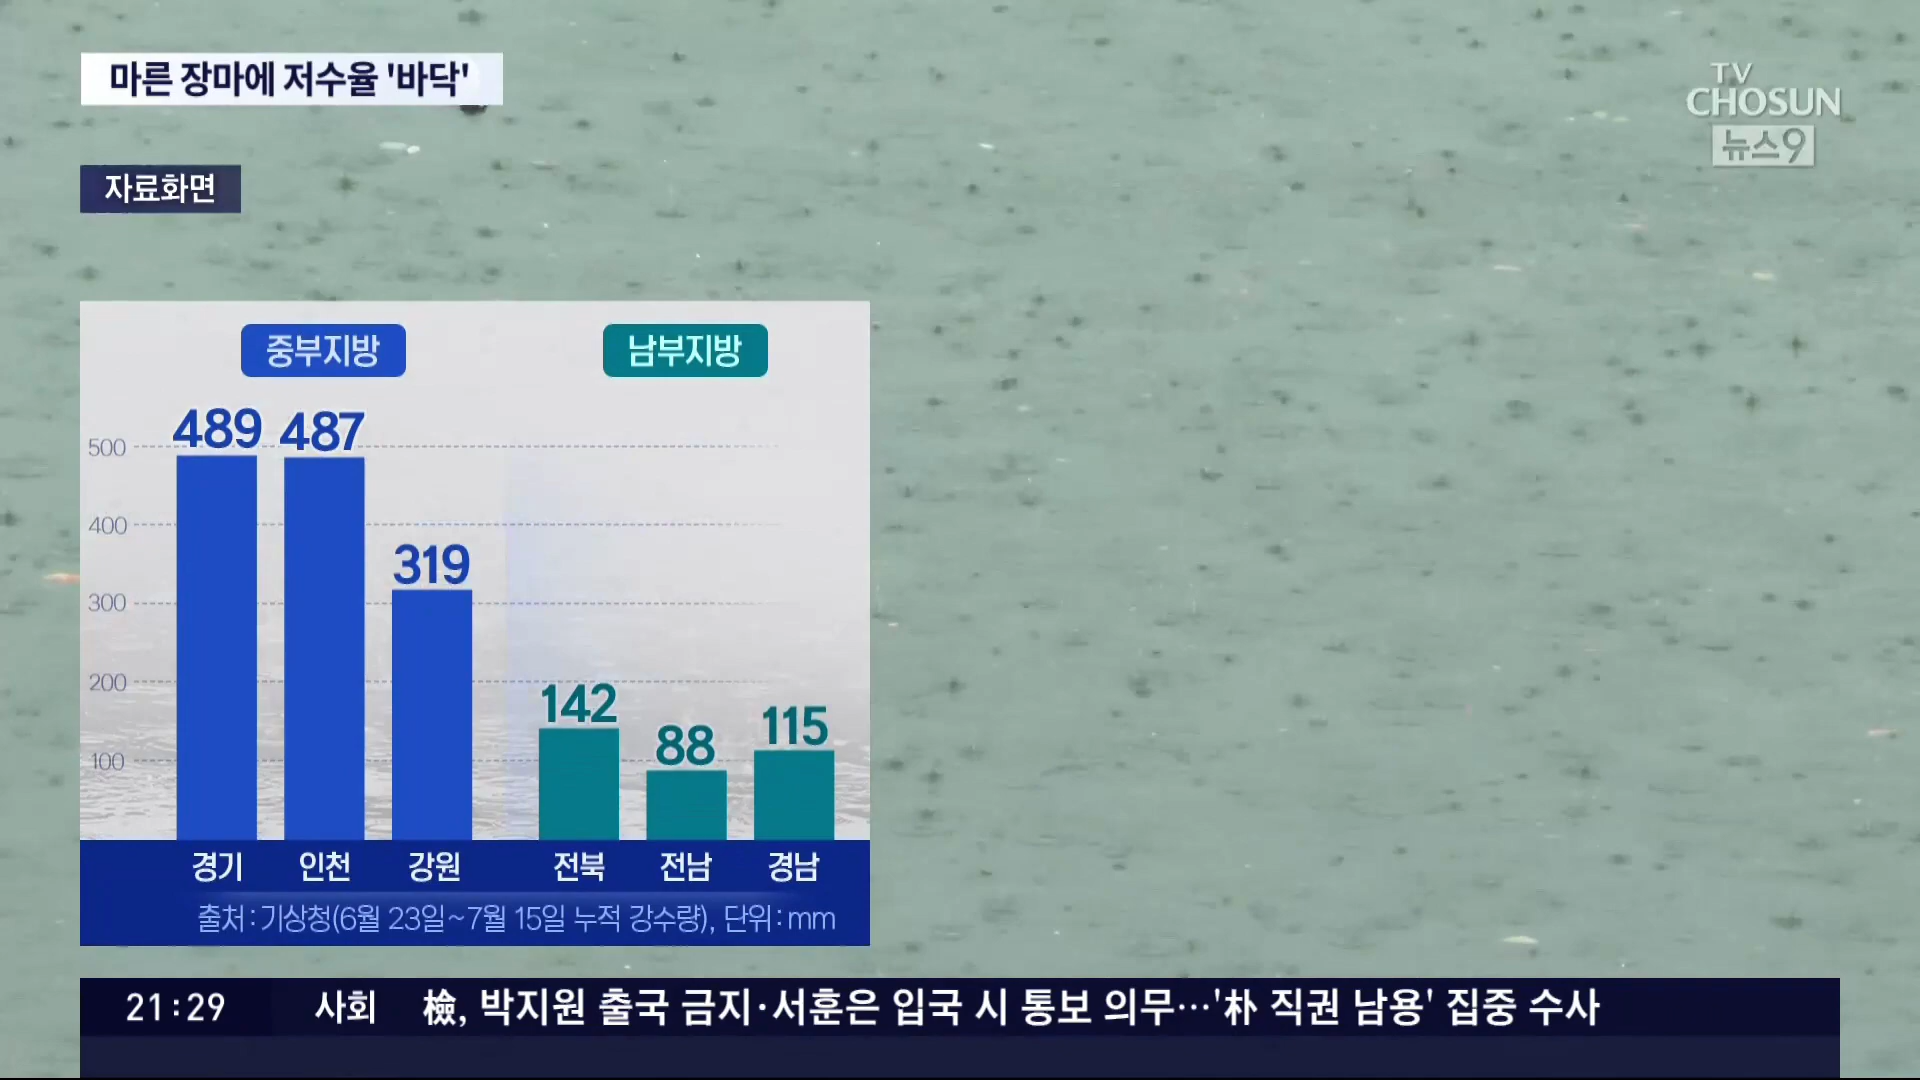 마른 장마에 저수율 '바닥'
TV
CHOSUN
뉴스9
자료화면
중부지방
남부지방
489
487
319
142
88
115
500
400
300
200
100
경기
인천
강원
전북
전남
경남
출처:기상청(6월 23일~7월 15일 누적 강수량), 단위:mm
21:29 사회 檢, 박지원 출국 금지·서훈은 입국 시 통보 의무…'朴 직권 남용' 집중 수사